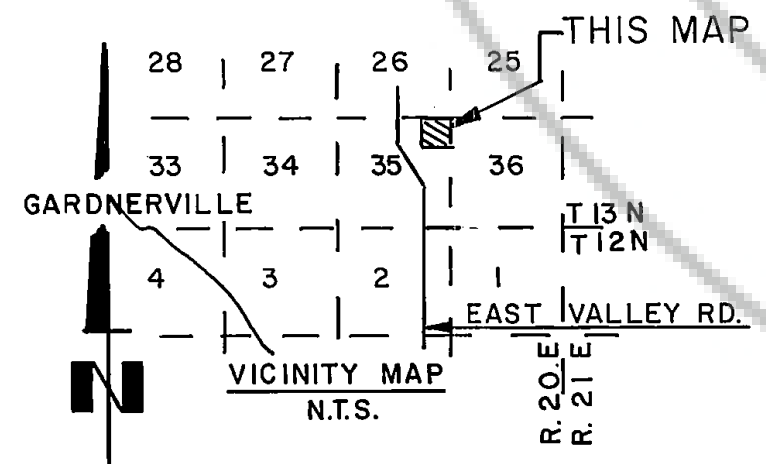 THIS MAP
28 27 26 25
33 34 35 36
GARDNERVILLE
T 13 N
T 12 N
4 3 2 1
EAST VALLEY RD.
R. 20 E
R. 21 E
VICINITY MAP
N.T.S.
N